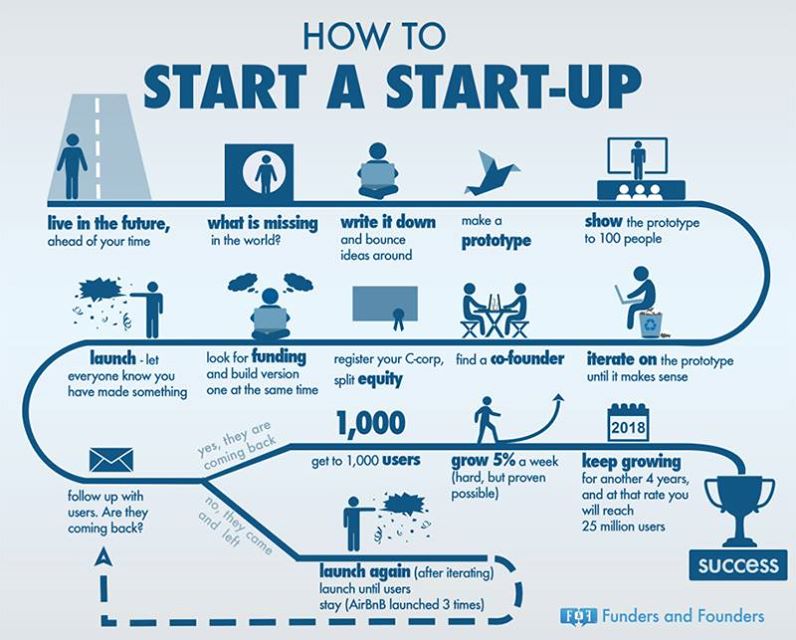 HOW TO
START A START-UP
live in the future,
ahead of your time
what is missing
in the world?
write it down
and bounce
ideas around
make a
prototype
show the prototype
to 100 people
iterate on the prototype
until it makes sense
find a co-founder
register your C-corp,
split equity
look for funding
and build version
one at the same time
launch - let
everyone know you
have made something
follow up with
users. Are they
coming back?
yes, they are
coming back
1,000
get to 1,000 users
grow 5% a week
(hard, but proven
possible)
2018
keep growing
for another 4 years,
and at that rate you
will reach
25 million users
success
no, they came
and left
launch again (after iterating)
launch until users
stay (AirBnB launched 3 times)
F&F Funders and Founders